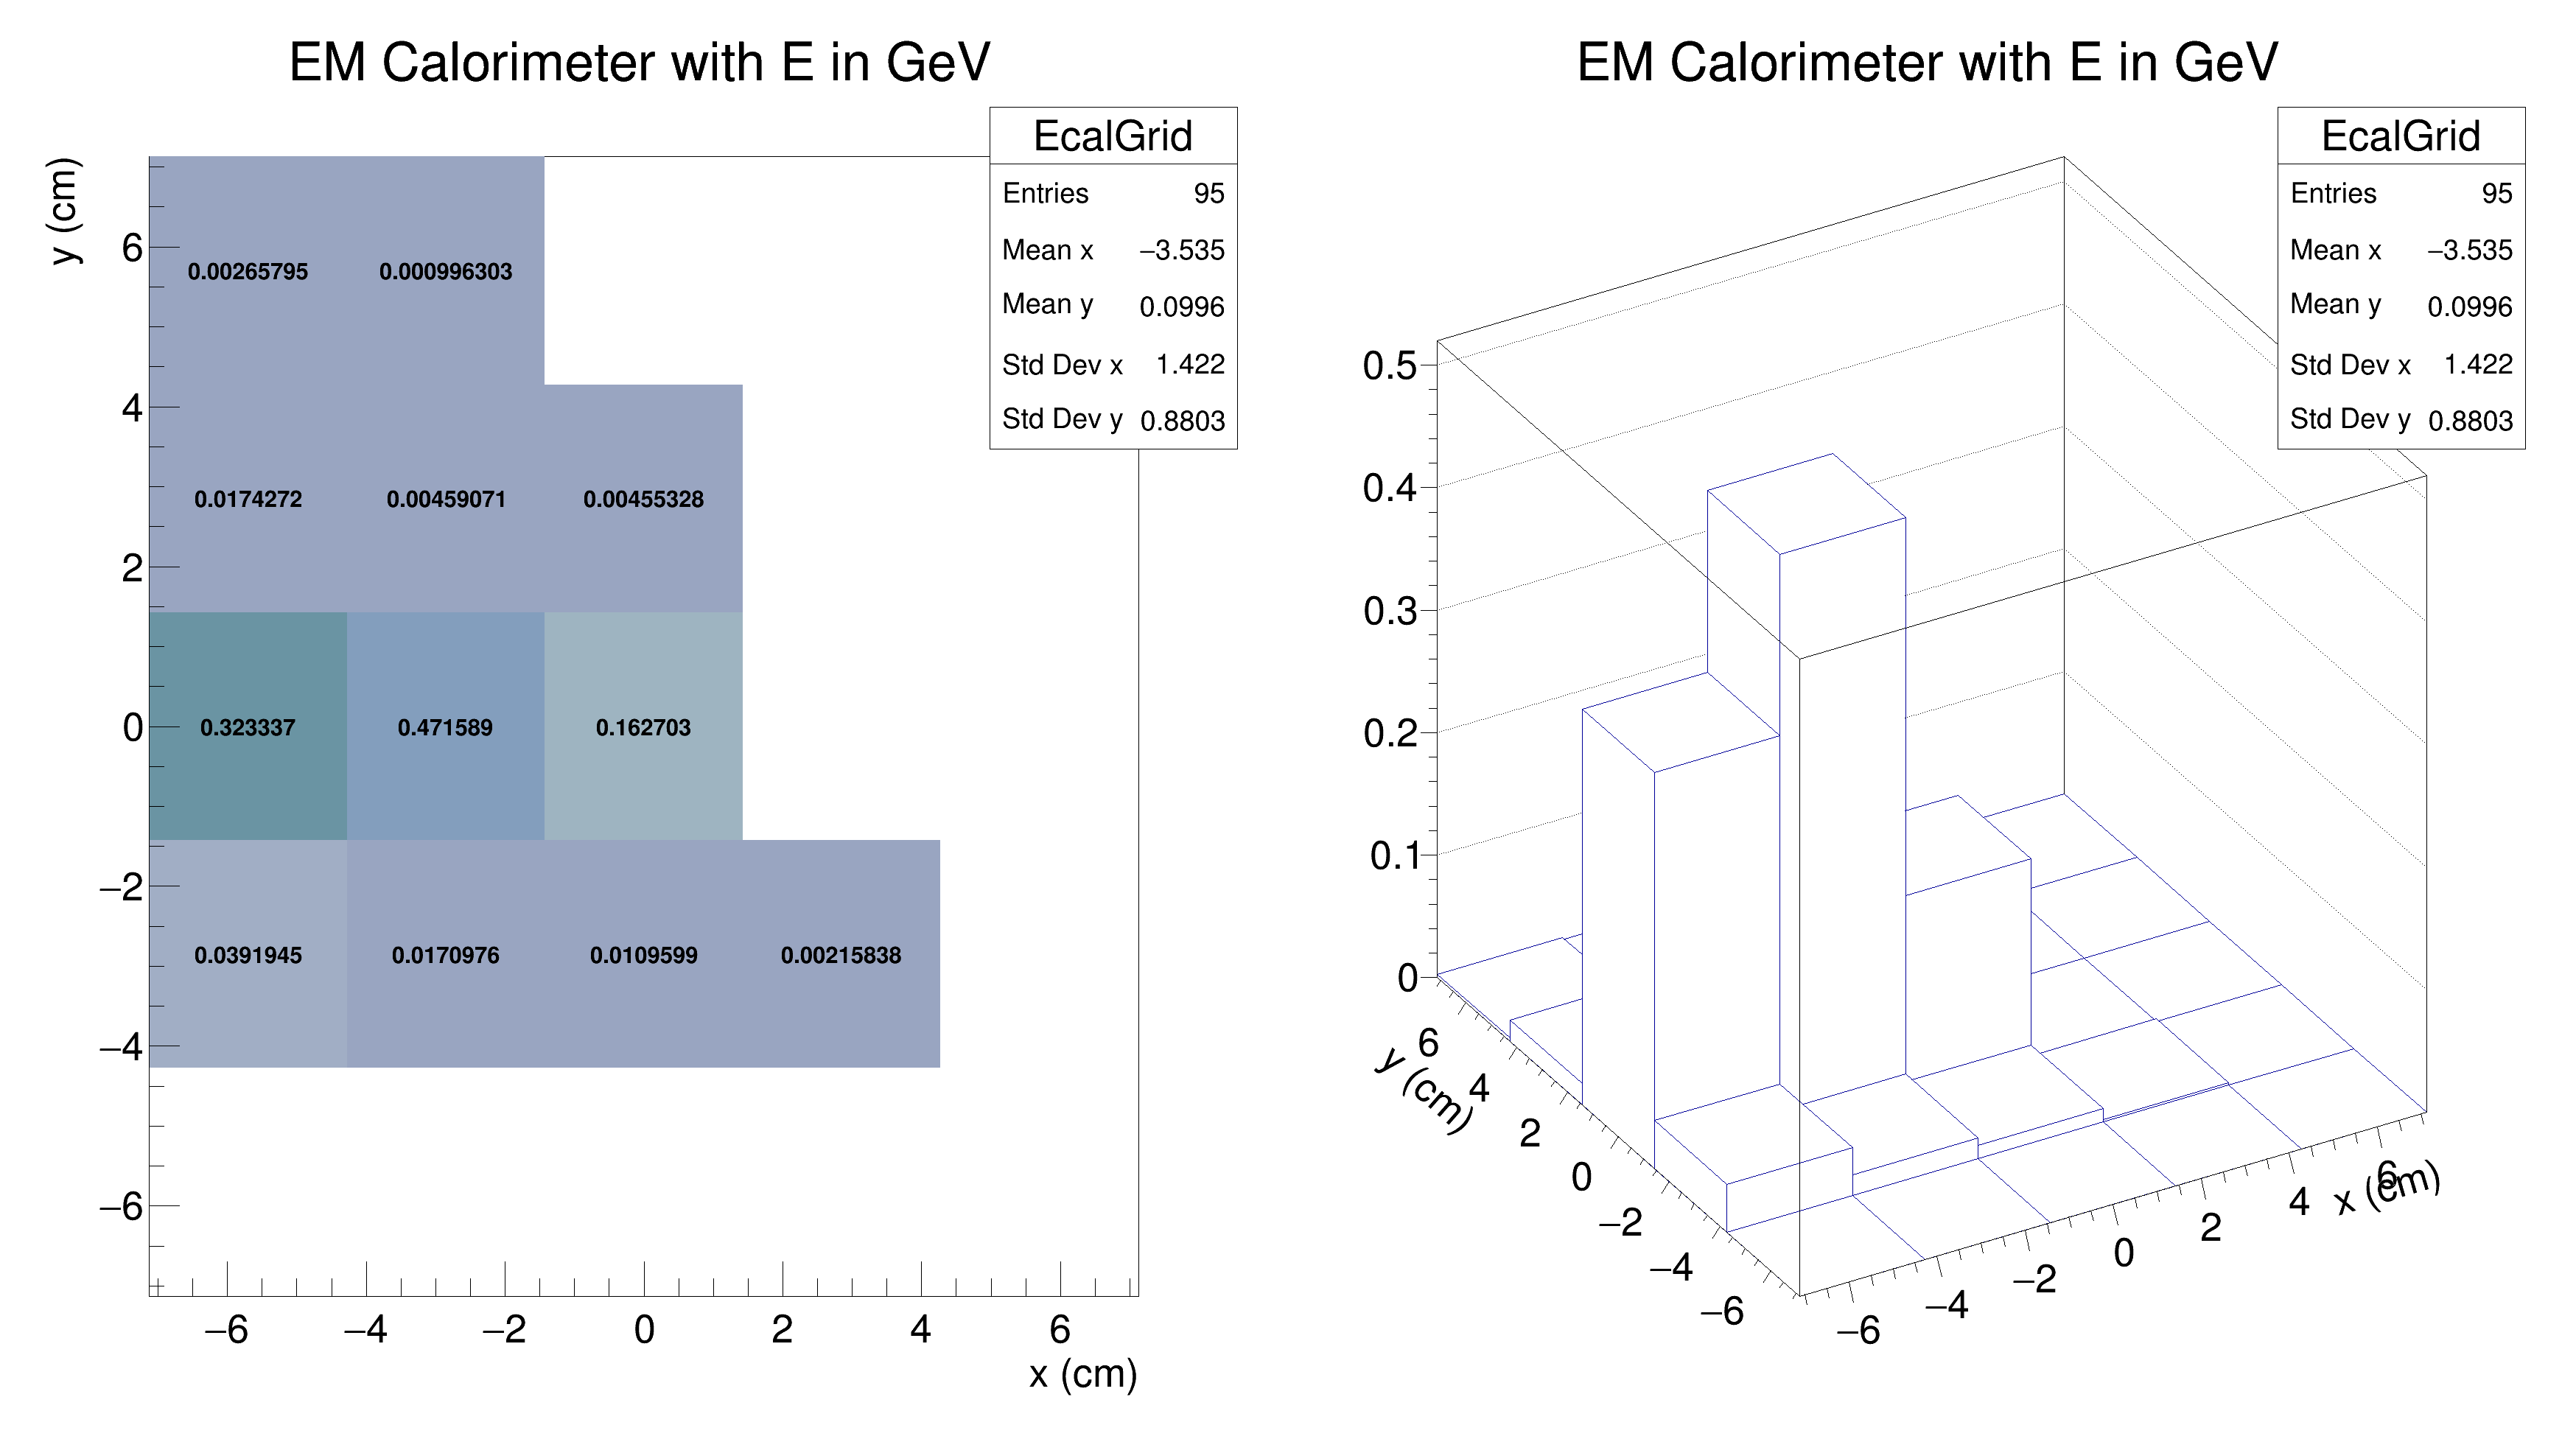 EM Calorimeter with E in GeV
EcalGrid
Entries 95
Mean x −3.535
Mean y 0.0996
Std Dev x 1.422
Std Dev y 0.8803
y (cm)
6
4
2
0
−2
−4
−6
0.00265795 0.000996303
0.0174272 0.00459071 0.00455328
0.323337 0.471589 0.162703
0.0391945 0.0170976 0.0109599 0.00215838
−6 −4 −2 0 2 4 6
x (cm)
EM Calorimeter with E in GeV
EcalGrid
Entries 95
Mean x −3.535
Mean y 0.0996
Std Dev x 1.422
Std Dev y 0.8803
0.5
0.4
0.3
0.2
0.1
0
y (cm)
6
4
2
0
−2
−4
−6
−6 −4 −2 0 2 4 6
x (cm)